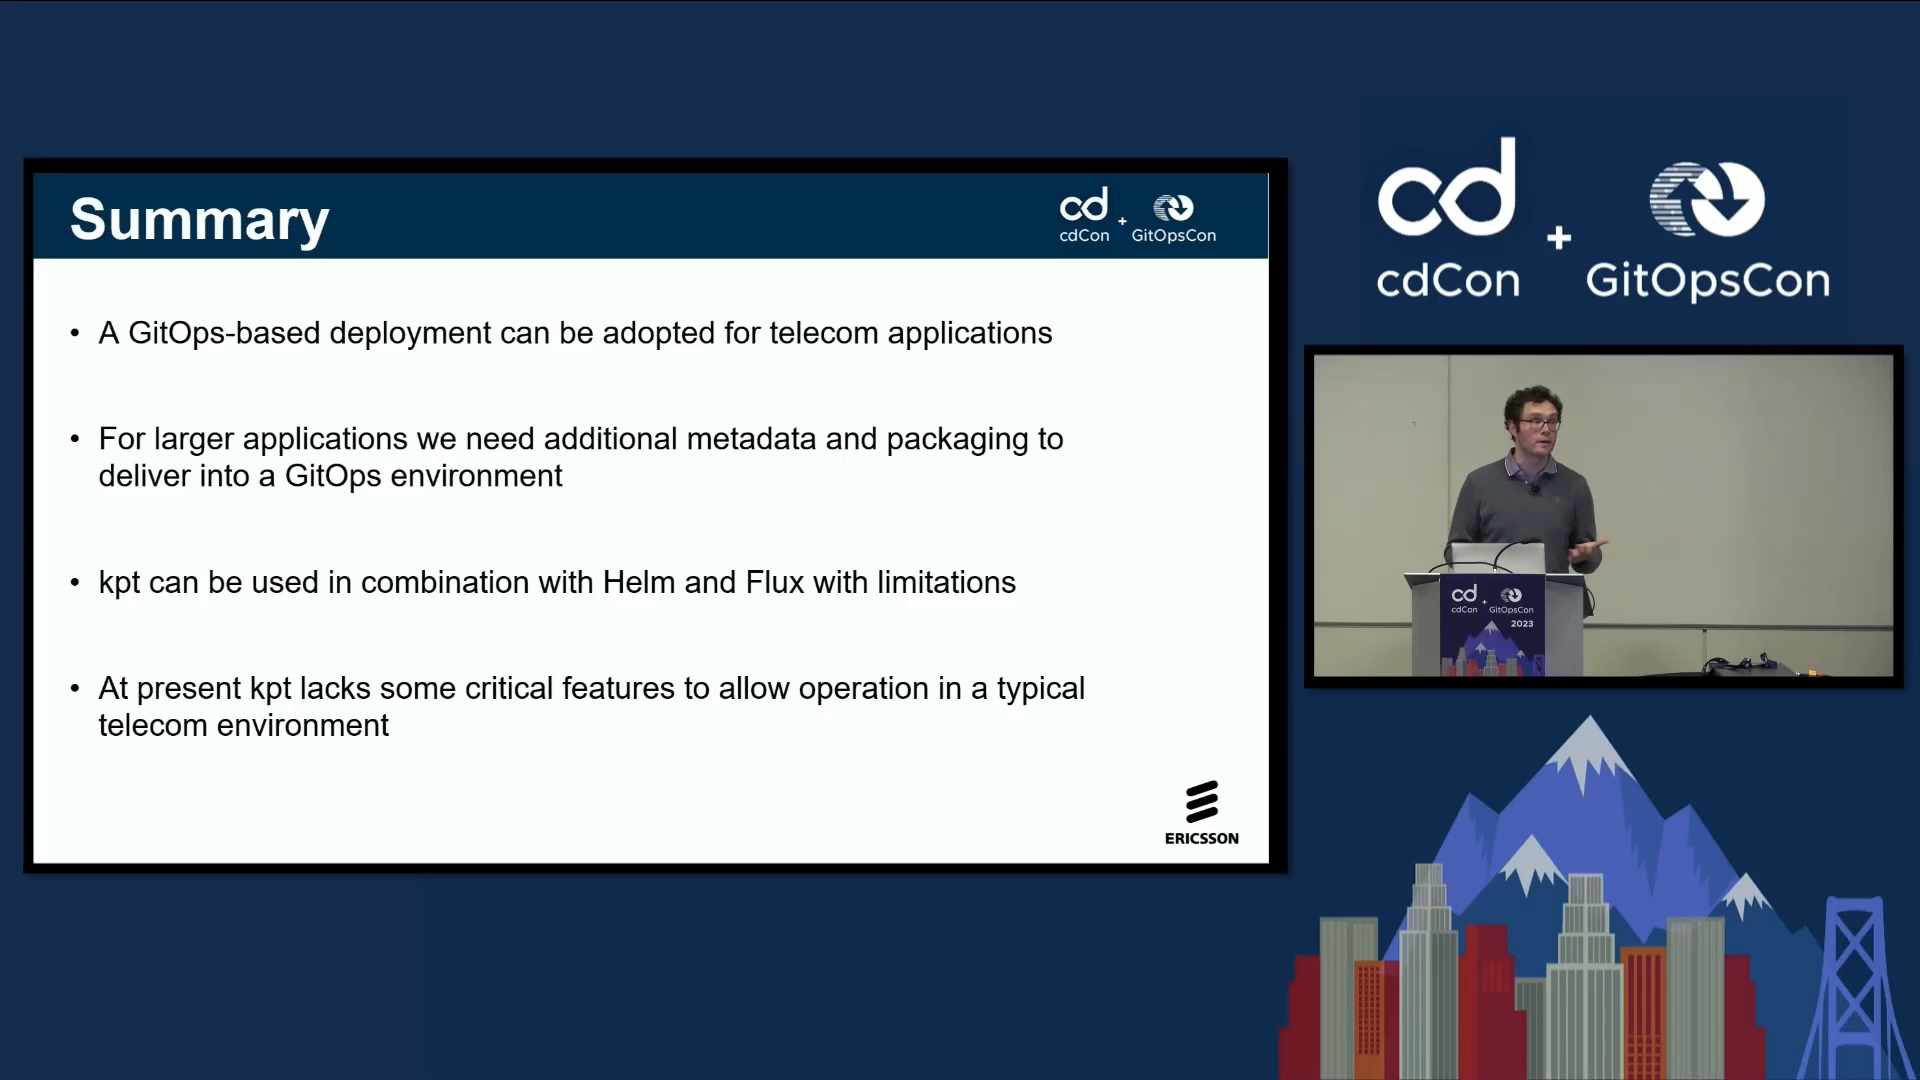 Summary
cd
cdCon
+
GitOpsCon
• A GitOps-based deployment can be adopted for telecom applications
• For larger applications we need additional metadata and packaging to
deliver into a GitOps environment
• kpt can be used in combination with Helm and Flux with limitations
• At present kpt lacks some critical features to allow operation in a typical
telecom environment
ERICSSON
cd
cdCon
+
GitOpsCon
cd
cdCon
+
GitOpsCon
2023